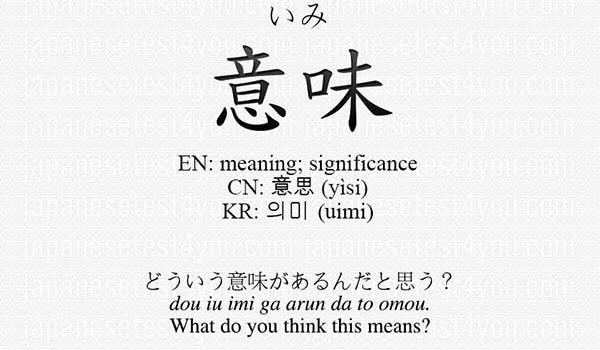 いみ
意味
EN: meaning; significance
CN: 意思 (yìsi)
KR: 의미 (uimi)
どういう意味があるんだと思う？
dou iu imi ga arun da to omou.
What do you think this means?
japanesetest4you.com